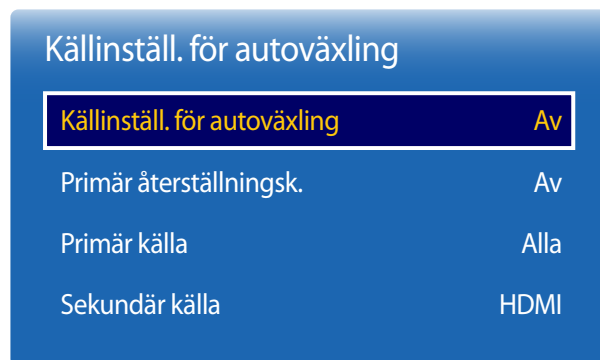 Källinställ. för autoväxling
Källinställ. för autoväxling Av
Primär återställningsk. Av
Primär källa Alla
Sekundär källa HDMI